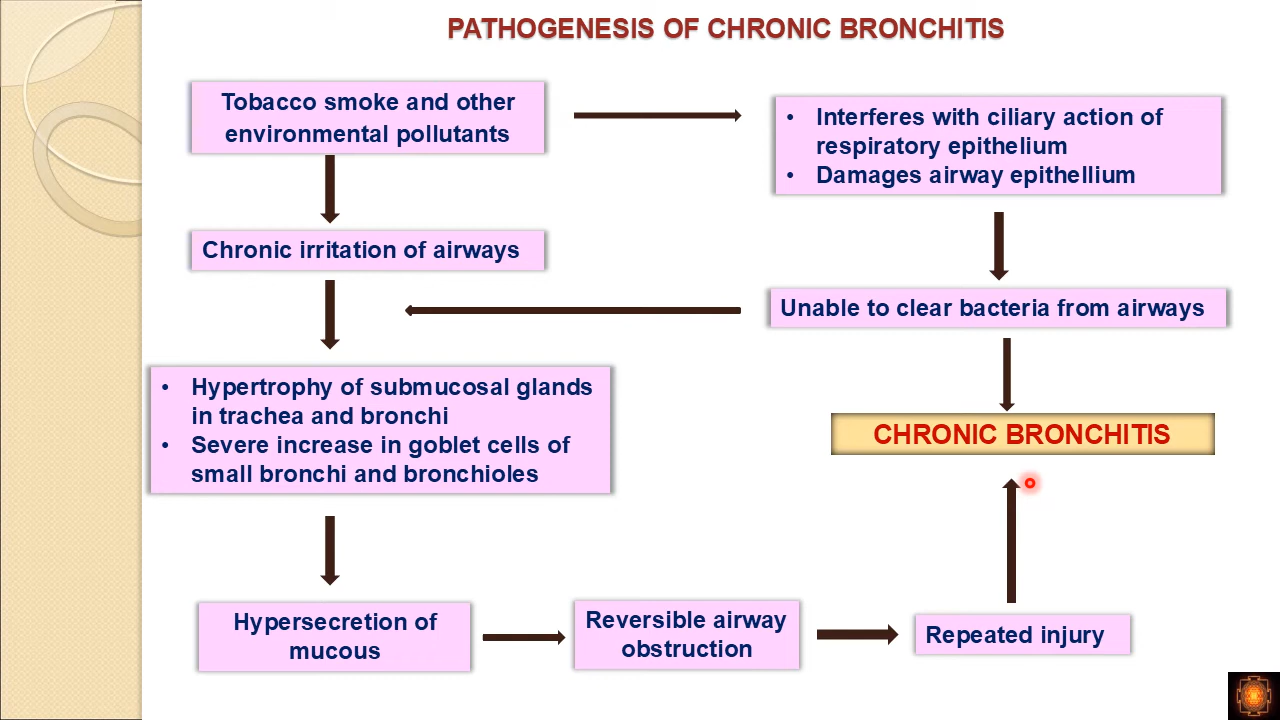 PATHOGENESIS OF CHRONIC BRONCHITIS
Tobacco smoke and other
environmental pollutants
• Interferes with ciliary action of
respiratory epithelium
• Damages airway epithellium
Chronic irritation of airways
Unable to clear bacteria from airways
• Hypertrophy of submucosal glands
in trachea and bronchi
• Severe increase in goblet cells of
small bronchi and bronchioles
CHRONIC BRONCHITIS
Hypersecretion of
mucous
Reversible airway
obstruction
Repeated injury